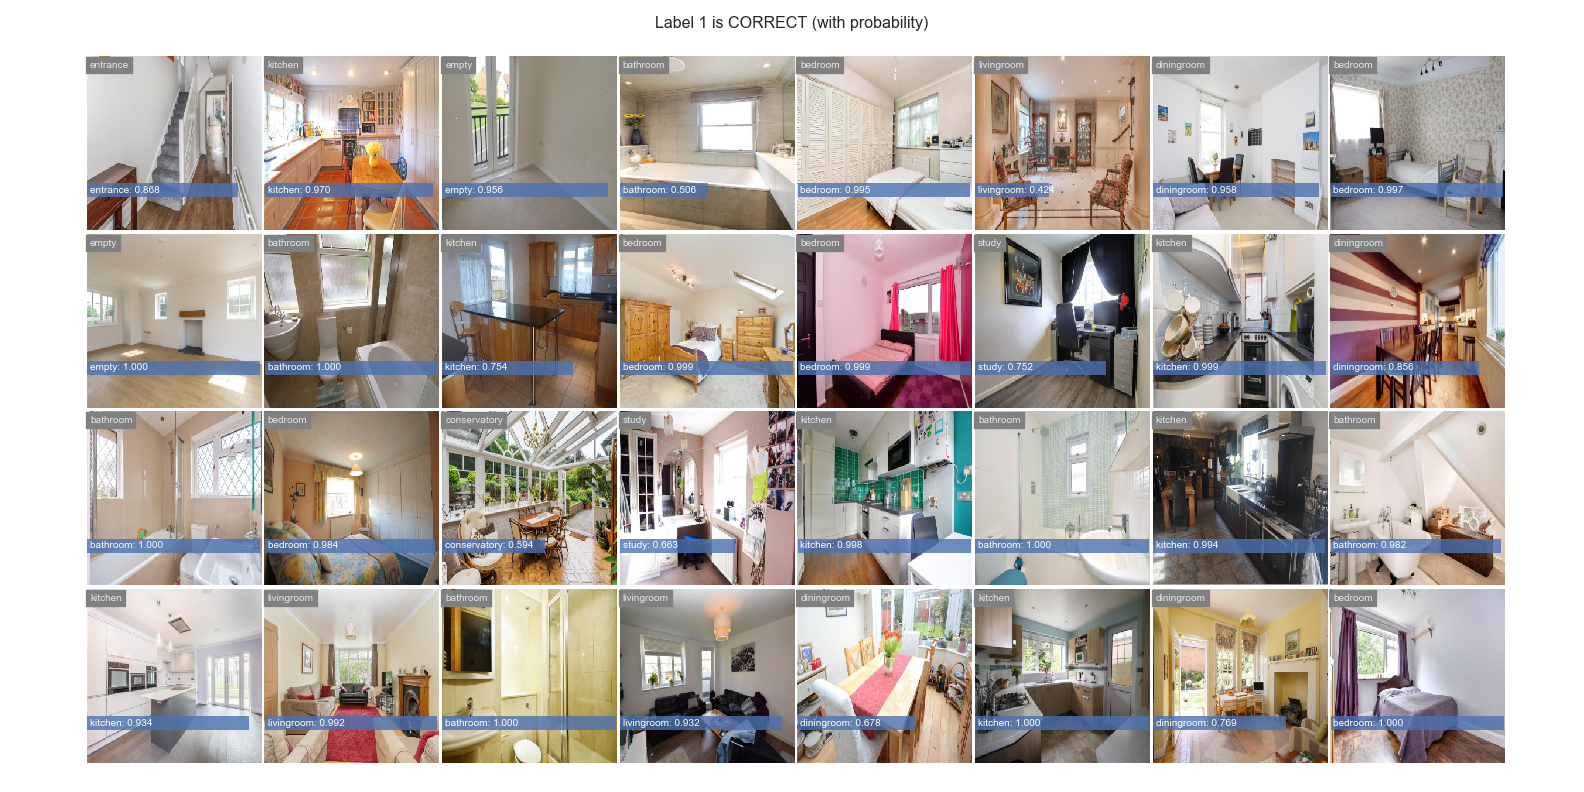 Label 1 is CORRECT (with probability)
entrance kitchen empty bathroom bedroom livingroom diningroom bedroom
entrance: 0.868 kitchen: 0.970 empty: 0.956 bathroom: 0.506 bedroom: 0.995 livingroom: 0.424 diningroom: 0.958 bedroom: 0.997
empty bathroom kitchen bedroom bedroom study kitchen diningroom
empty: 1.000 bathroom: 1.000 kitchen: 0.754 bedroom: 0.999 bedroom: 0.999 study: 0.752 kitchen: 0.999 diningroom: 0.856
bathroom bedroom conservatory study kitchen bathroom kitchen bathroom
bathroom: 1.000 bedroom: 0.984 conservatory: 0.594 study: 0.663 kitchen: 0.998 bathroom: 1.000 kitchen: 0.994 bathroom: 0.982
kitchen livingroom bathroom livingroom diningroom kitchen diningroom bedroom
kitchen: 0.934 livingroom: 0.992 bathroom: 1.000 livingroom: 0.932 diningroom: 0.678 kitchen: 1.000 diningroom: 0.769 bedroom: 1.000